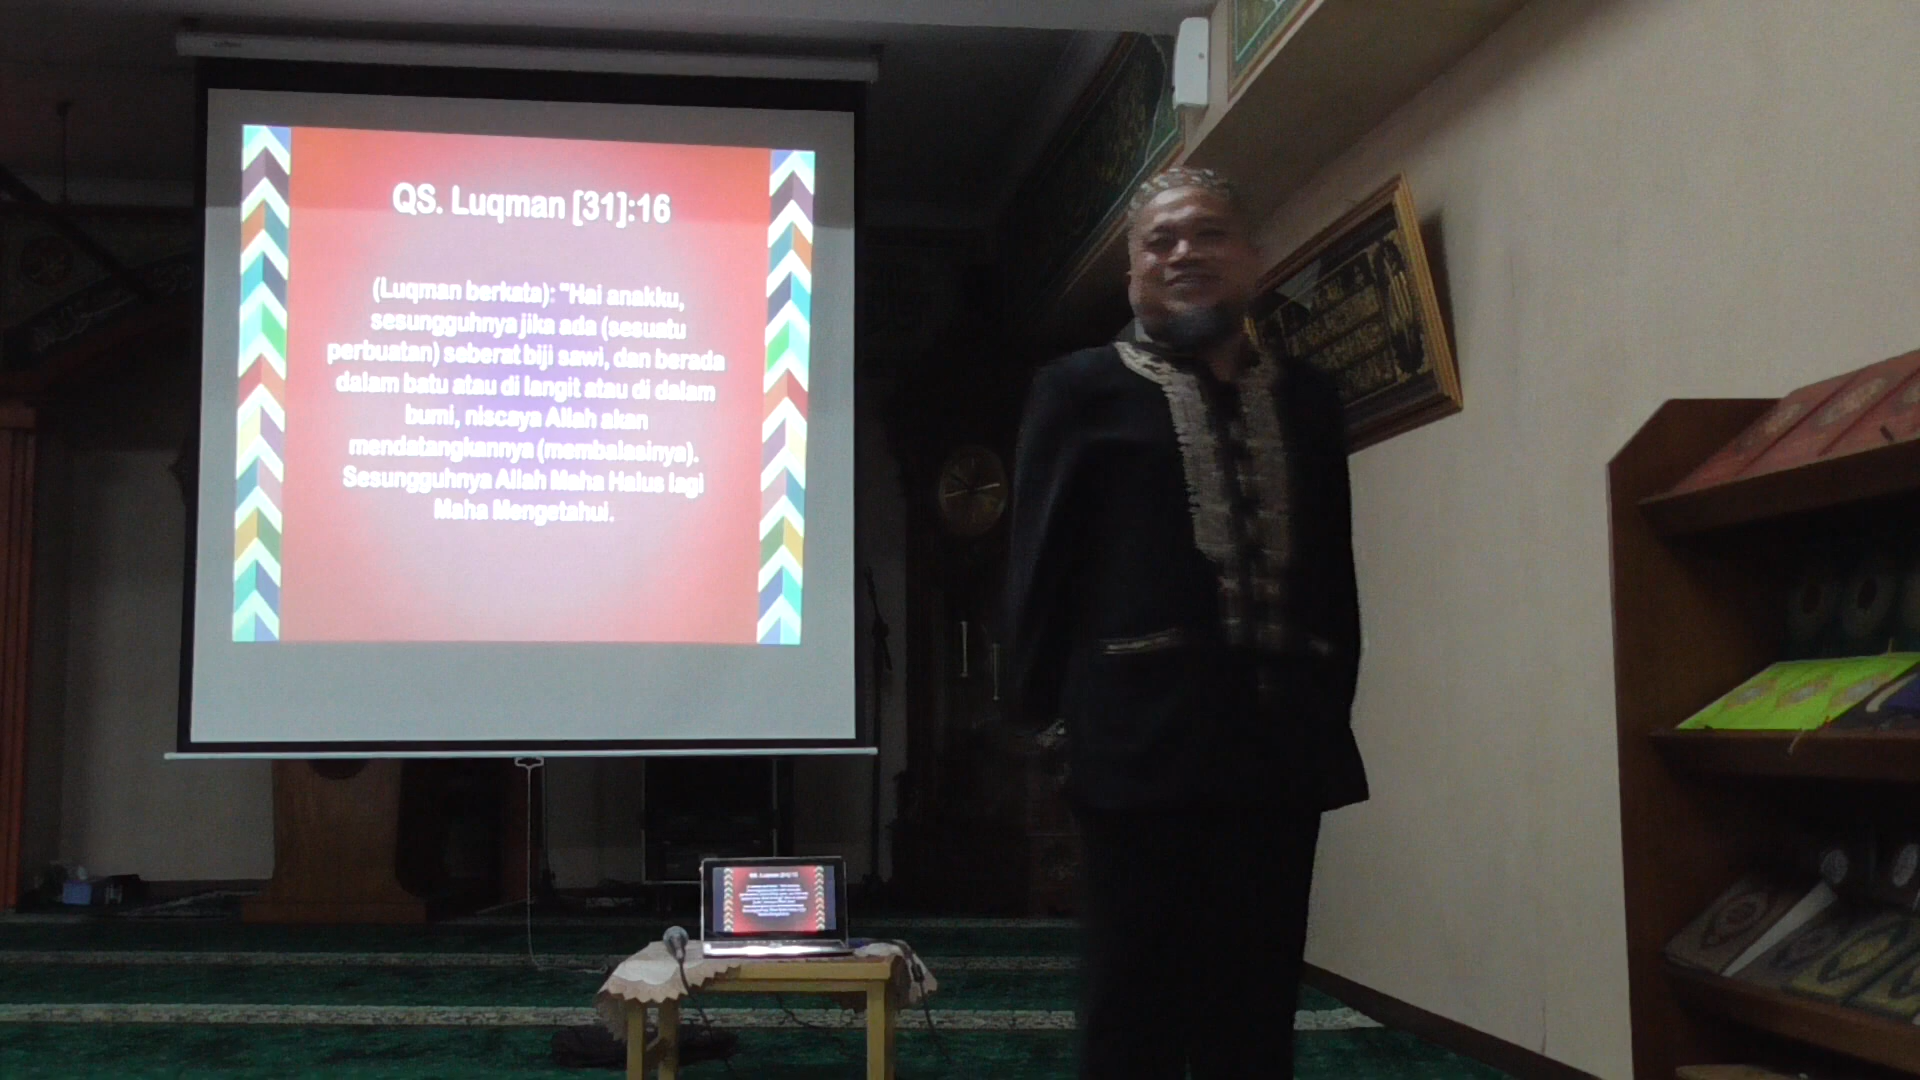 QS. Luqman [31]:16
(Luqman berkata): "Hai anakku,
sesungguhnya jika ada (sesuatu
perbuatan) seberat biji sawi, dan berada
dalam batu atau di langit atau di dalam
bumi, niscaya Allah akan
mendatangkannya (membalasinya).
Sesungguhnya Allah Maha Halus lagi
Maha Mengetahui.